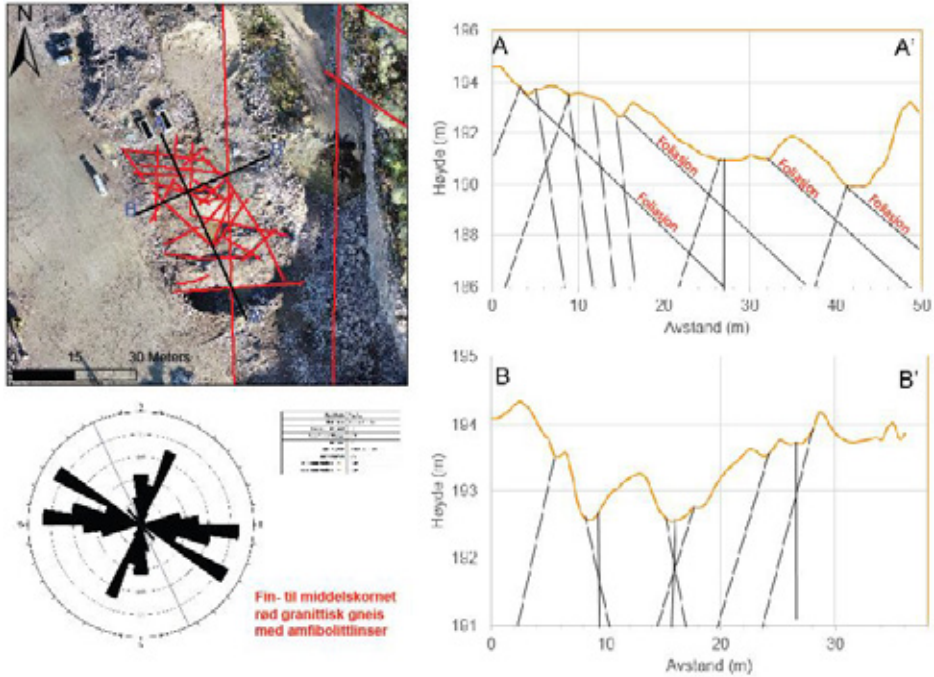 N
15
30 Meters
Fin- til middelskornet
rød granittisk gneis
med amfibolittlinser
A
A'
196
194
192
190
188
186
Høyde (m)
Foliasjon
Foliasjon
Foliasjon
Foliasjon
0
10
20
30
40
50
Avstand (m)
B
B'
195
194
193
192
191
Høyde (m)
0
10
20
30
Avstand (m)